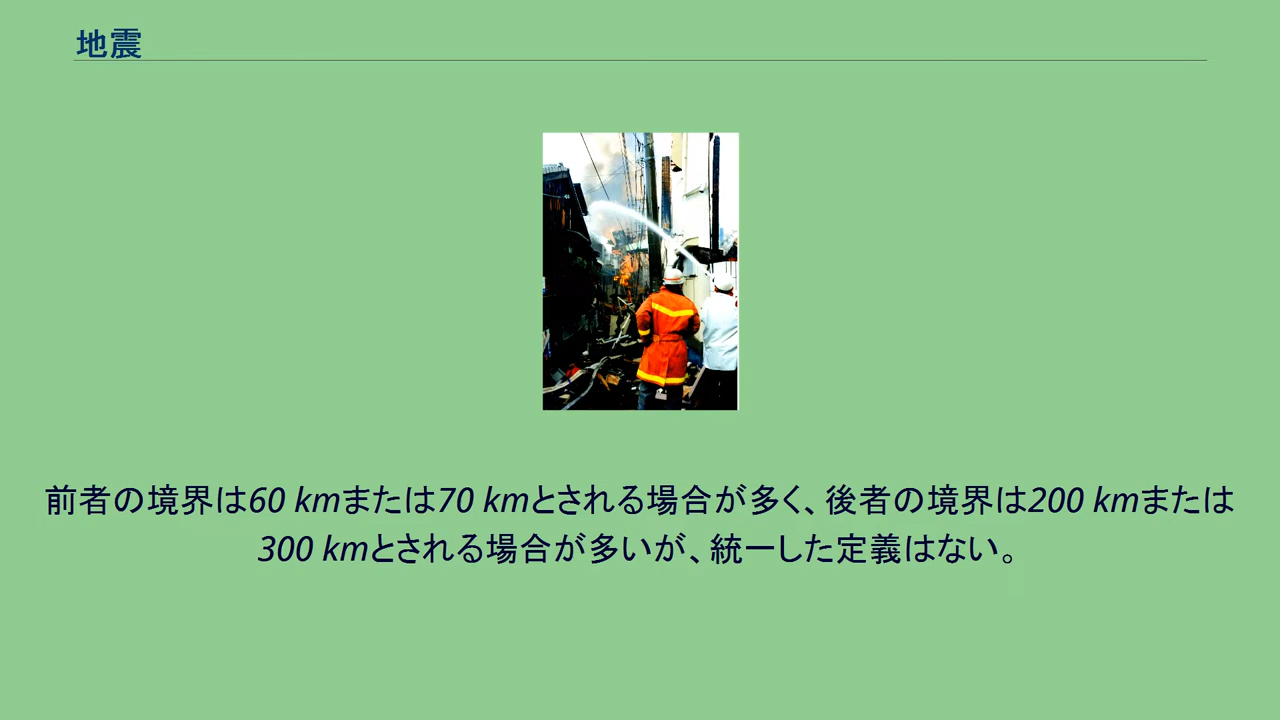 地震
前者の境界は60 kmまたは70 kmとされる場合が多く、後者の境界は200 kmまたは
300 kmとされる場合が多いが、統一した定義はない。